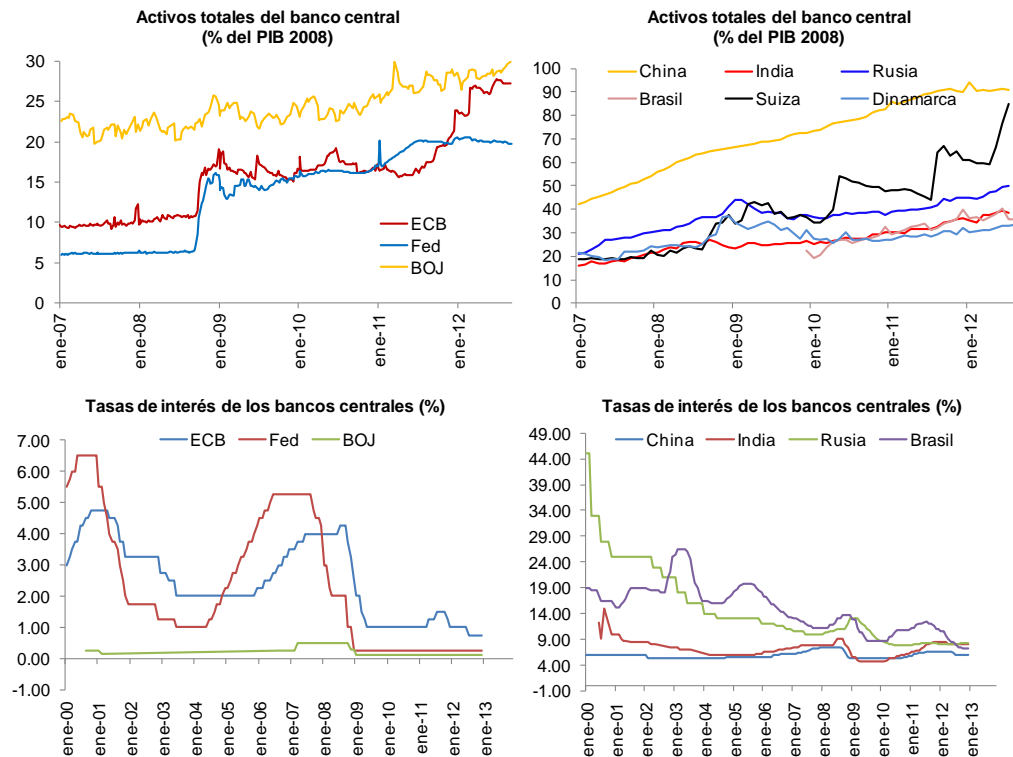 Activos totales del banco central
(% del PIB 2008)
30
25
20
15
10
5
0
ECB
Fed
BOJ
ene-07
ene-08
ene-09
ene-10
ene-11
ene-12
Activos totales del banco central
(% del PIB 2008)
100
90
80
70
60
50
40
30
20
10
0
China India Rusia
Brasil Suiza Dinamarca
ene-07
ene-08
ene-09
ene-10
ene-11
ene-12
Tasas de interés de los bancos centrales (%)
ECB Fed BOJ
7.00
6.00
5.00
4.00
3.00
2.00
1.00
0.00
-1.00
ene-00
ene-01
ene-02
ene-03
ene-04
ene-05
ene-06
ene-07
ene-08
ene-09
ene-10
ene-11
ene-12
ene-13
Tasas de interés de los bancos centrales (%)
China India Rusia Brasil
49.00
44.00
39.00
34.00
29.00
24.00
19.00
14.00
9.00
4.00
-1.00
ene-00
ene-01
ene-02
ene-03
ene-04
ene-05
ene-06
ene-07
ene-08
ene-09
ene-10
ene-11
ene-12
ene-13